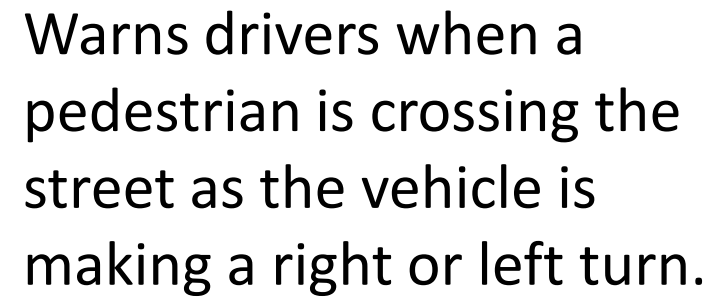 Warns drivers when a
pedestrian is crossing the
street as the vehicle is
making a right or left turn.